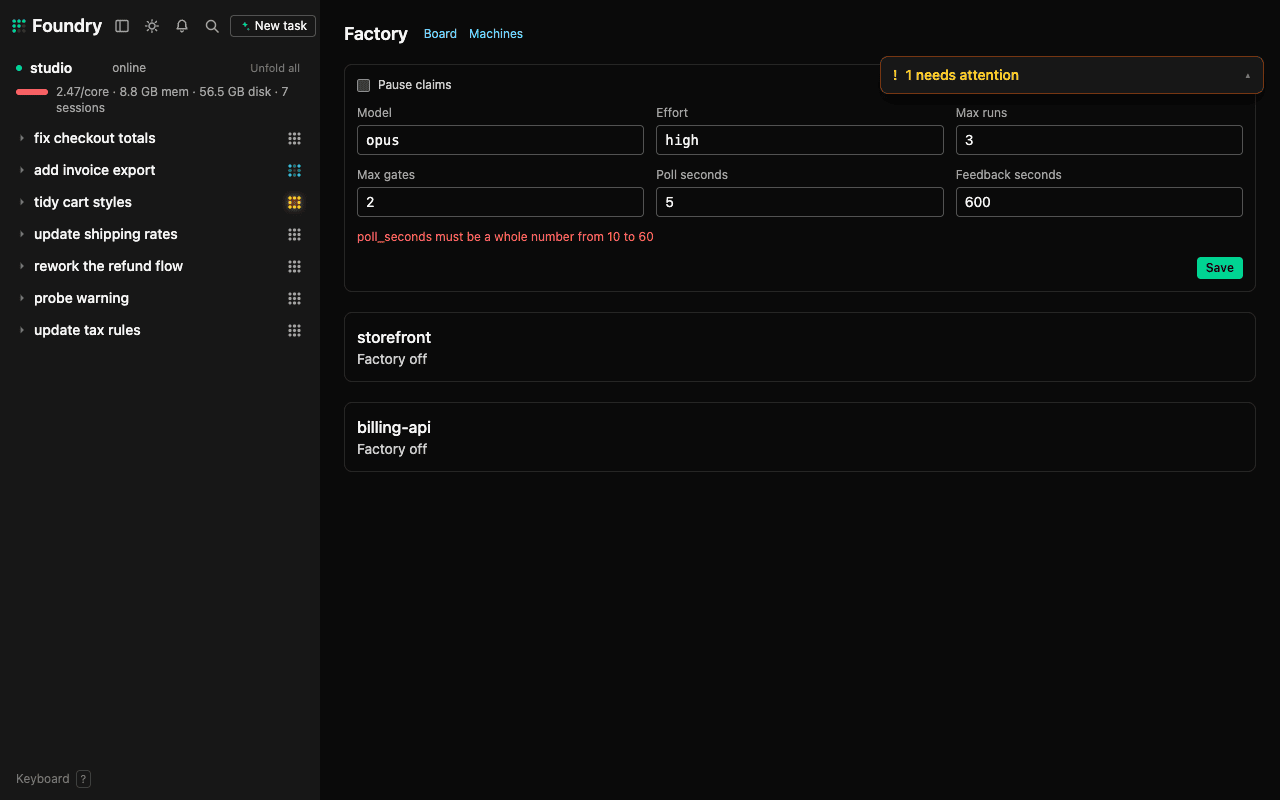 Foundry
New task
studio
online
Unfold all
2.47/core · 8.8 GB mem · 56.5 GB disk · 7
sessions
fix checkout totals
add invoice export
tidy cart styles
update shipping rates
rework the refund flow
probe warning
update tax rules
Keyboard ?
Factory
Board
Machines
! 1 needs attention
Pause claims
Model
Effort
Max runs
opus
high
3
Max gates
Poll seconds
Feedback seconds
2
5
600
poll_seconds must be a whole number from 10 to 60
Save
storefront
Factory off
billing-api
Factory off